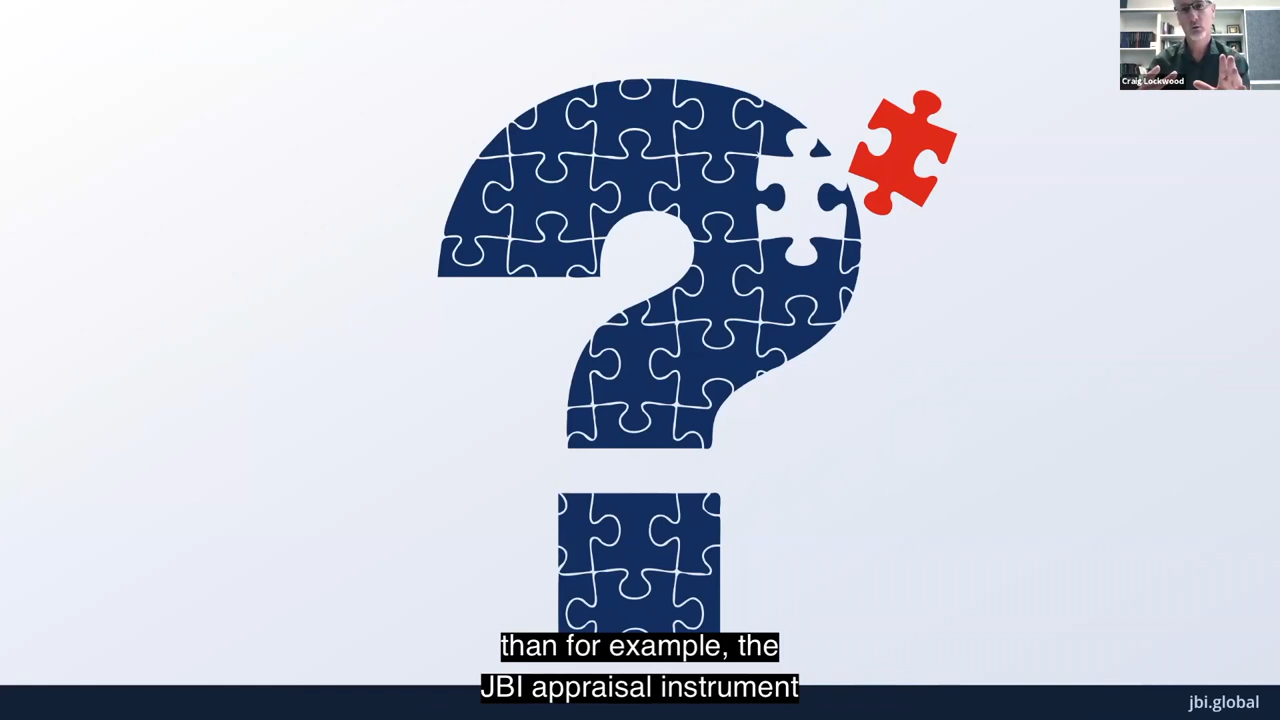 Craig Lockwood
than for example, the
JBI appraisal instrument
jbi.global